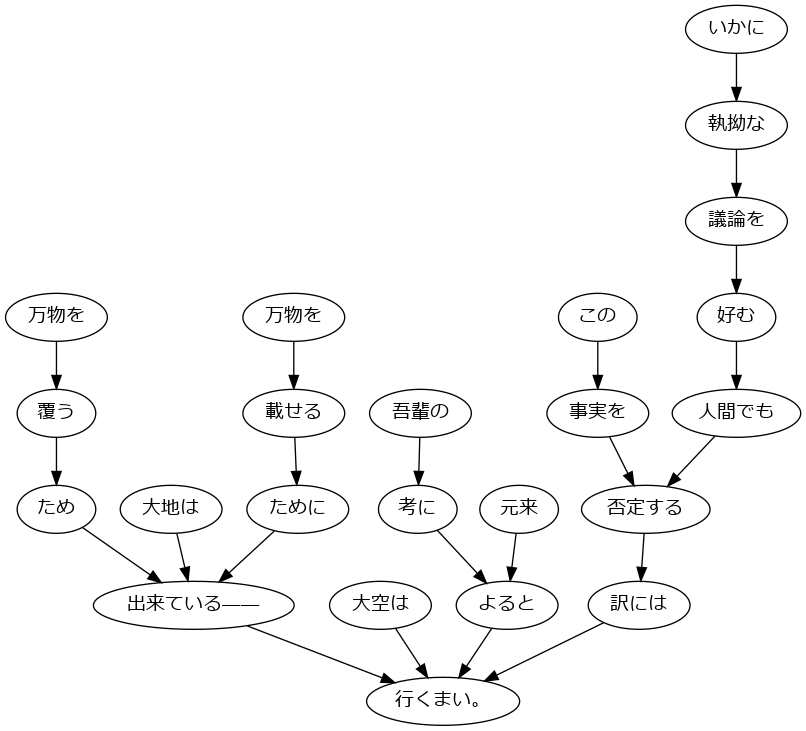 いかに
執拗な
議論を
万物を 万物を この 好む
覆う 載せる 吾輩の 事実を 人間でも
ため 大地は ために 考に 元来 否定する
出来ている―― 大空は よると 訳には
行くまい。